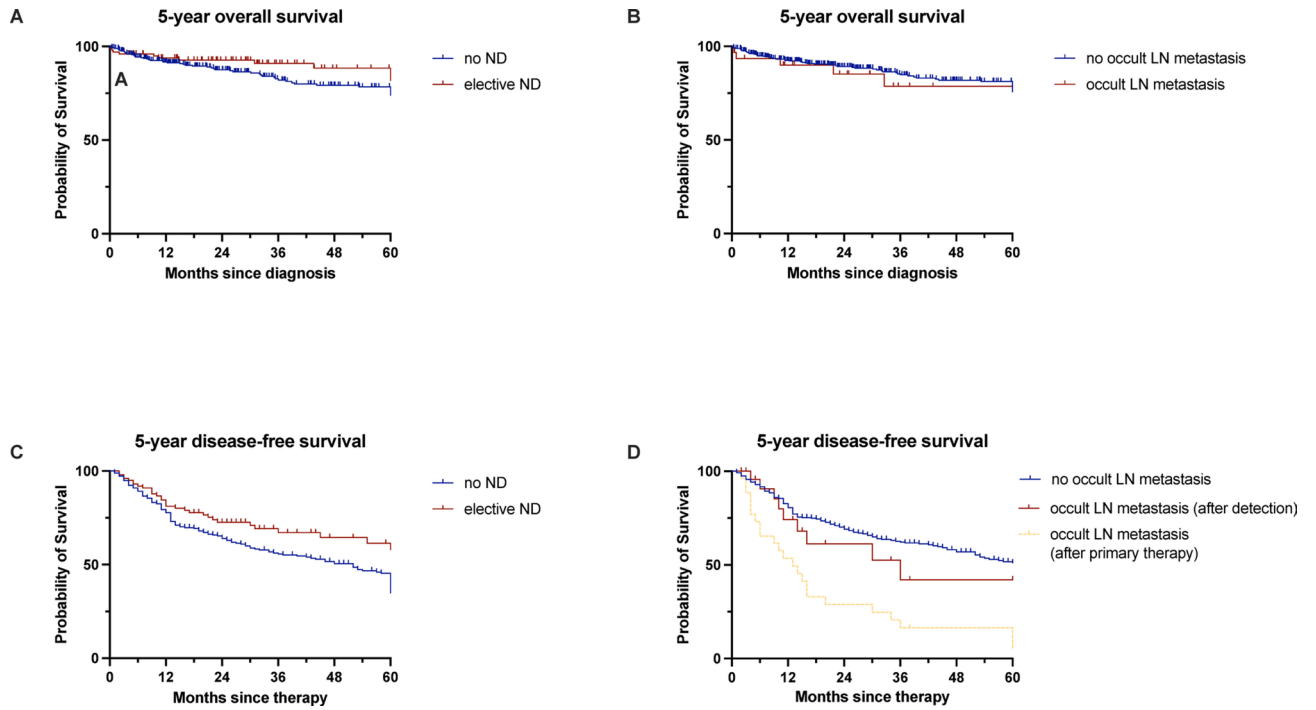 A
5-year overall survival
100
50
0
Probability of Survival
A
0 12 24 36 48 60
Months since diagnosis
no ND
elective ND
B
5-year overall survival
100
50
0
Probability of Survival
0 12 24 36 48 60
Months since diagnosis
no occult LN metastasis
occult LN metastasis
C
5-year disease-free survival
100
50
0
Probability of Survival
0 12 24 36 48 60
Months since therapy
no ND
elective ND
D
5-year disease-free survival
100
50
0
Probability of Survival
0 12 24 36 48 60
Months since therapy
no occult LN metastasis
occult LN metastasis (after detection)
occult LN metastasis
(after primary therapy)